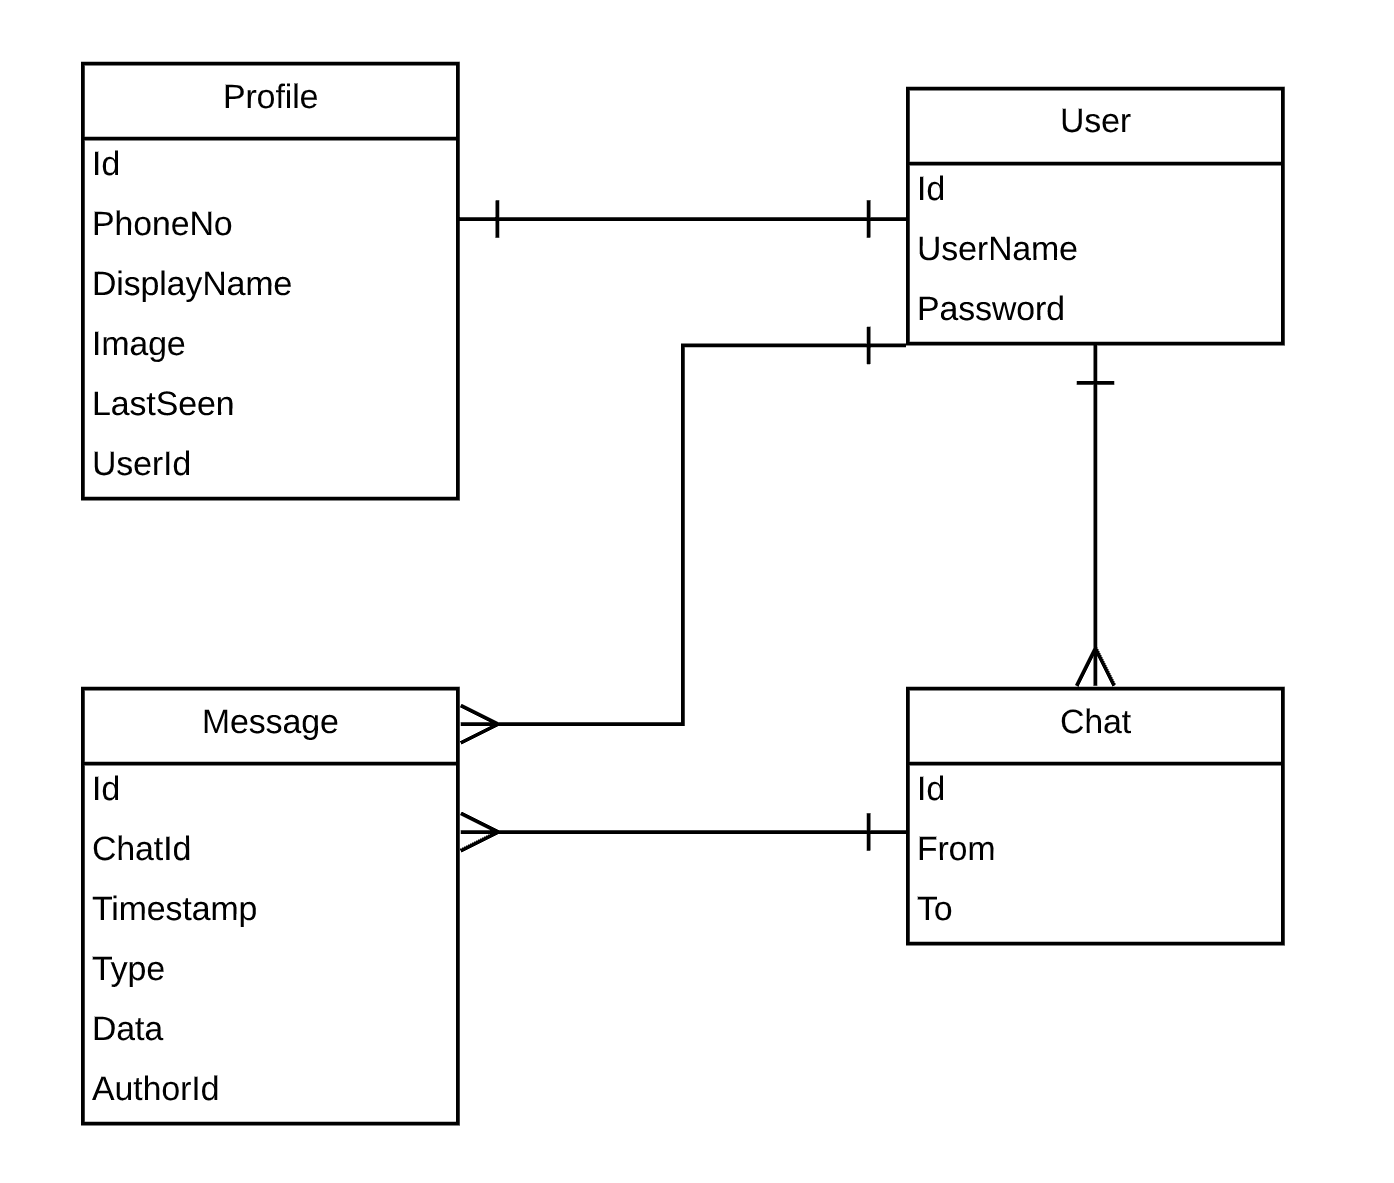 Profile
Id
PhoneNo
DisplayName
Image
LastSeen
UserId
User
Id
UserName
Password
Message
Id
ChatId
Timestamp
Type
Data
AuthorId
Chat
Id
From
To